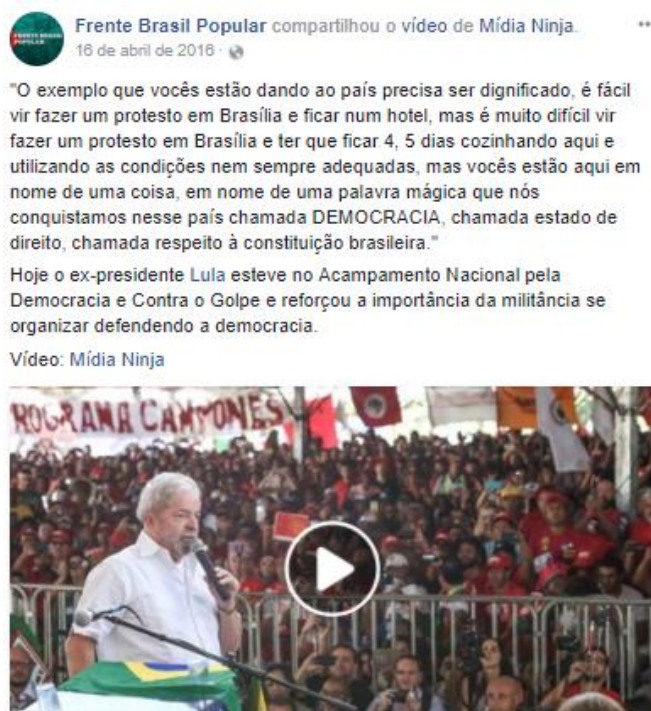 Frente Brasil Popular compartilhou o vídeo de Mídia Ninja.
16 de abril de 2016 ·
FRENTE BRASIL
POPULAR
"O exemplo que vocês estão dando ao país precisa ser dignificado, é fácil
vir fazer um protesto em Brasília e ficar num hotel, mas é muito difícil vir
fazer um protesto em Brasília e ter que ficar 4, 5 dias cozinhando aqui e
utilizando as condições nem sempre adequadas, mas vocês estão aqui em
nome de uma coisa, em nome de uma palavra mágica que nós
conquistamos nesse país chamada DEMOCRACIA, chamada estado de
direito, chamada respeito à constituição brasileira."
Hoje o ex-presidente Lula esteve no Acampamento Nacional pela
Democracia e Contra o Golpe e reforçou a importância da militância se
organizar defendendo a democracia.
Vídeo: Mídia Ninja
ROGRAMA CAMPONES